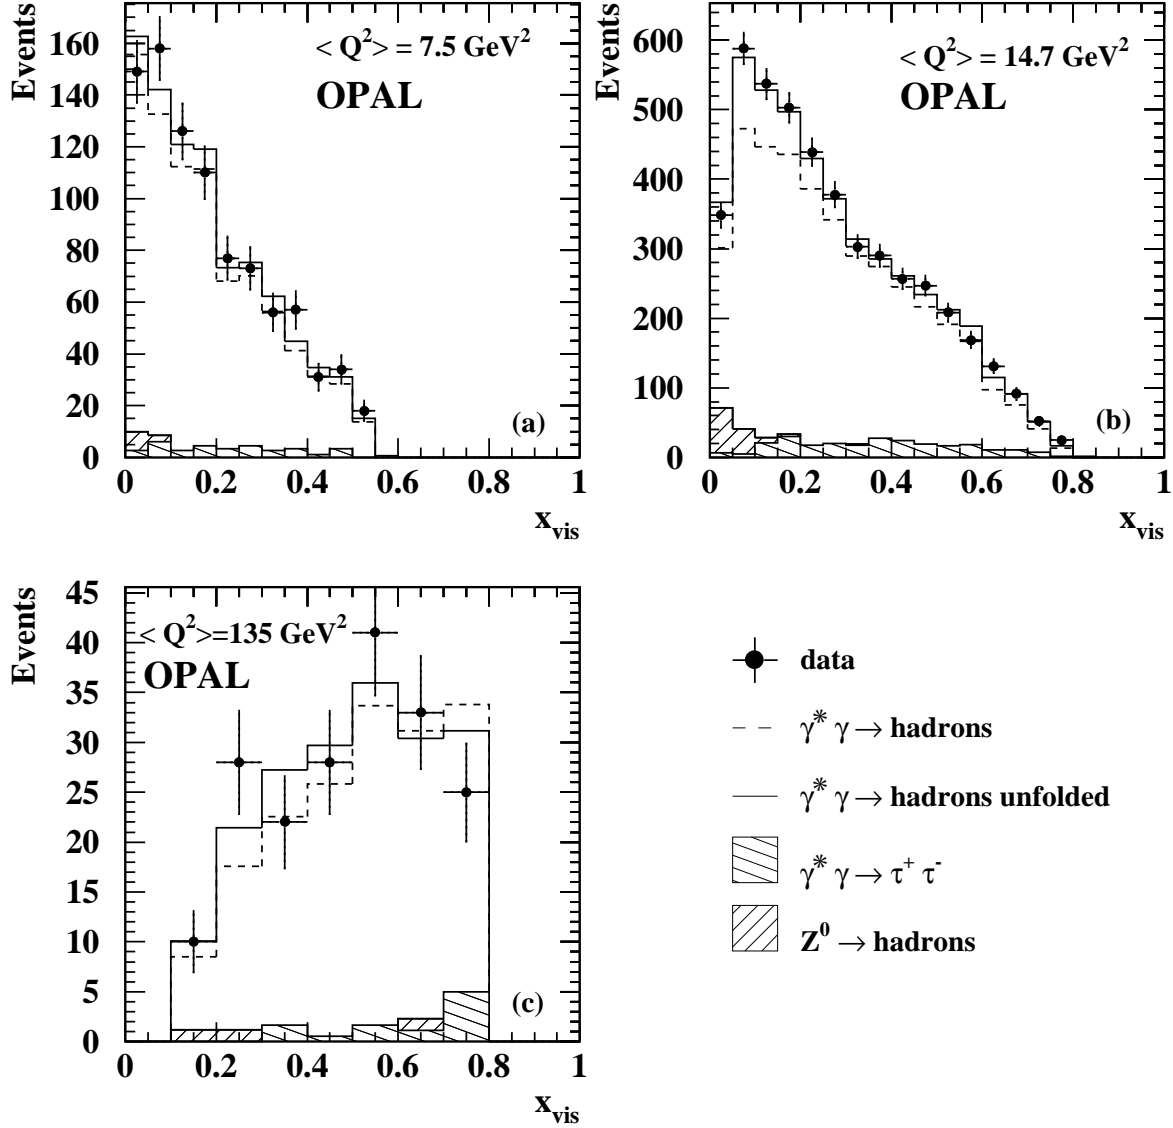 Events
< Q² > = 7.5 GeV²
OPAL
160
140
120
100
80
60
40
20
0
(a)
0 0.2 0.4 0.6 0.8 1
x_vis
Events
< Q² > = 14.7 GeV²
OPAL
600
500
400
300
200
100
0
(b)
0 0.2 0.4 0.6 0.8 1
x_vis
Events
< Q² >=135 GeV²
OPAL
45
40
35
30
25
20
15
10
5
0
(c)
0 0.2 0.4 0.6 0.8 1
x_vis
data
γ* γ → hadrons
γ* γ → hadrons unfolded
γ* γ → τ⁺ τ⁻
Z⁰ → hadrons